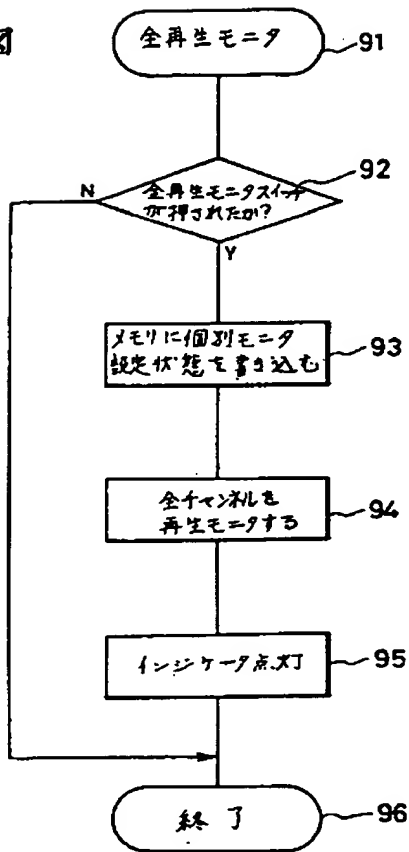 図
全再生モニタ
91
92
N
全再生モニタスイッチ
が押されたか?
Y
メモリに個別モニタ
設定状態を書き込む
93
全チャンネルを
再生モニタする
94
インジケータ点灯
95
終了
96